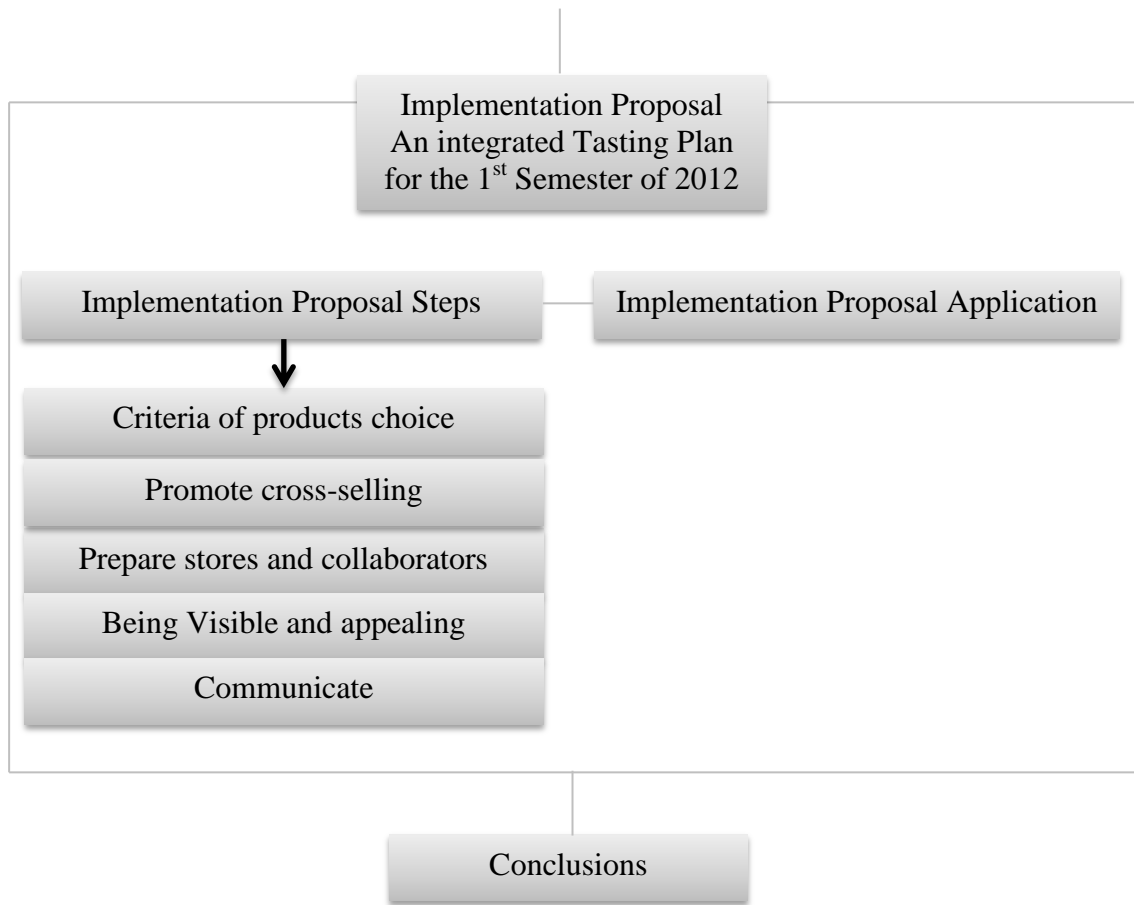 Implementation Proposal
An integrated Tasting Plan
for the 1st Semester of 2012
Implementation Proposal Steps
Implementation Proposal Application
Criteria of products choice
Promote cross-selling
Prepare stores and collaborators
Being Visible and appealing
Communicate
Conclusions